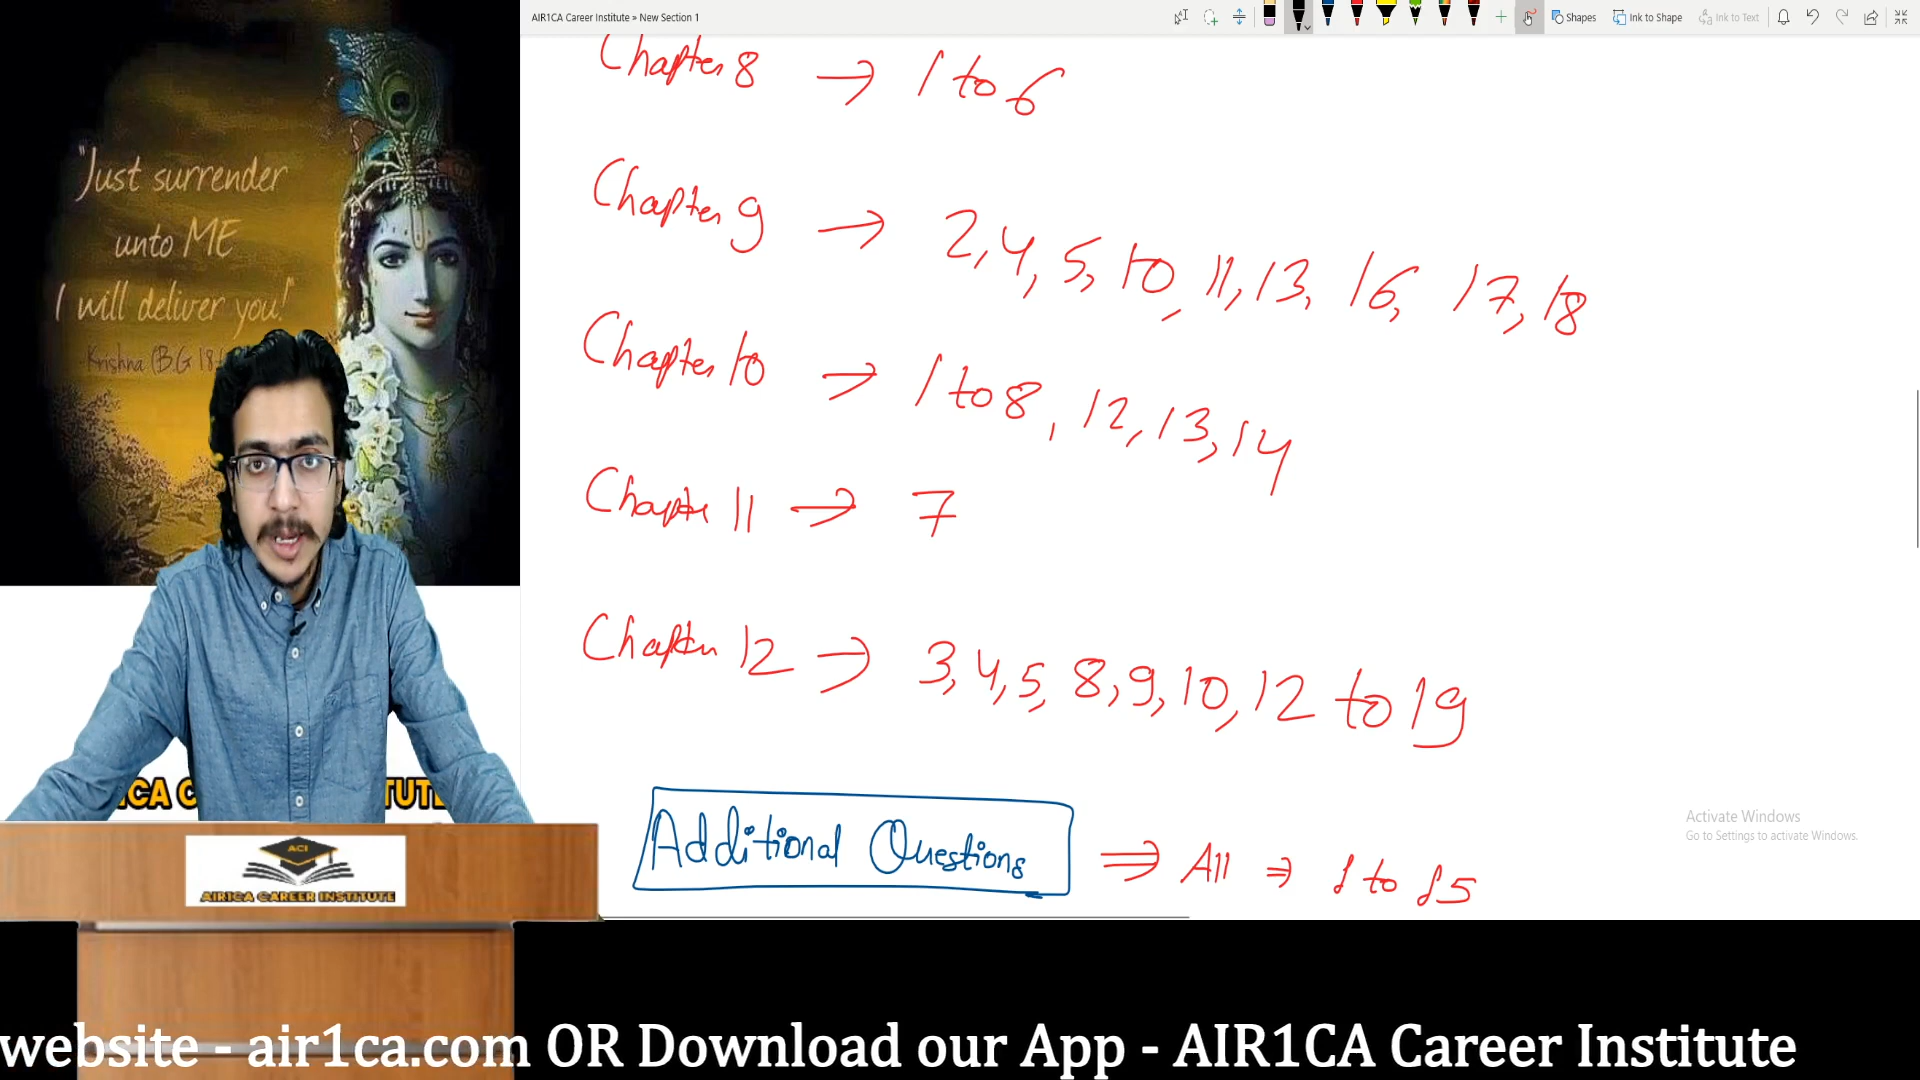 AIR1CA Career Institute » New Section 1
Shapes
Ink to Shape
Ink to Text
Chapter 8 → 1 to 6
Chapter 9 → 2, 4, 5, 10, 11, 13, 16, 17, 18
Chapter 10 → 1 to 8, 12, 13, 14
Chapter 11 → 7
Chapter 12 → 3, 4, 5, 8, 9, 10, 12 to 19
Additional Questions ⇒ All ⇒ 1 to 15
"Just surrender
unto ME
I will deliver you!"
- Krishna (B.G 18
CA C
TUTE
ACI
AIR1CA CAREER INSTITUTE
Activate Windows
Go to Settings to activate Windows.
website - air1ca.com OR Download our App - AIR1CA Career Institute